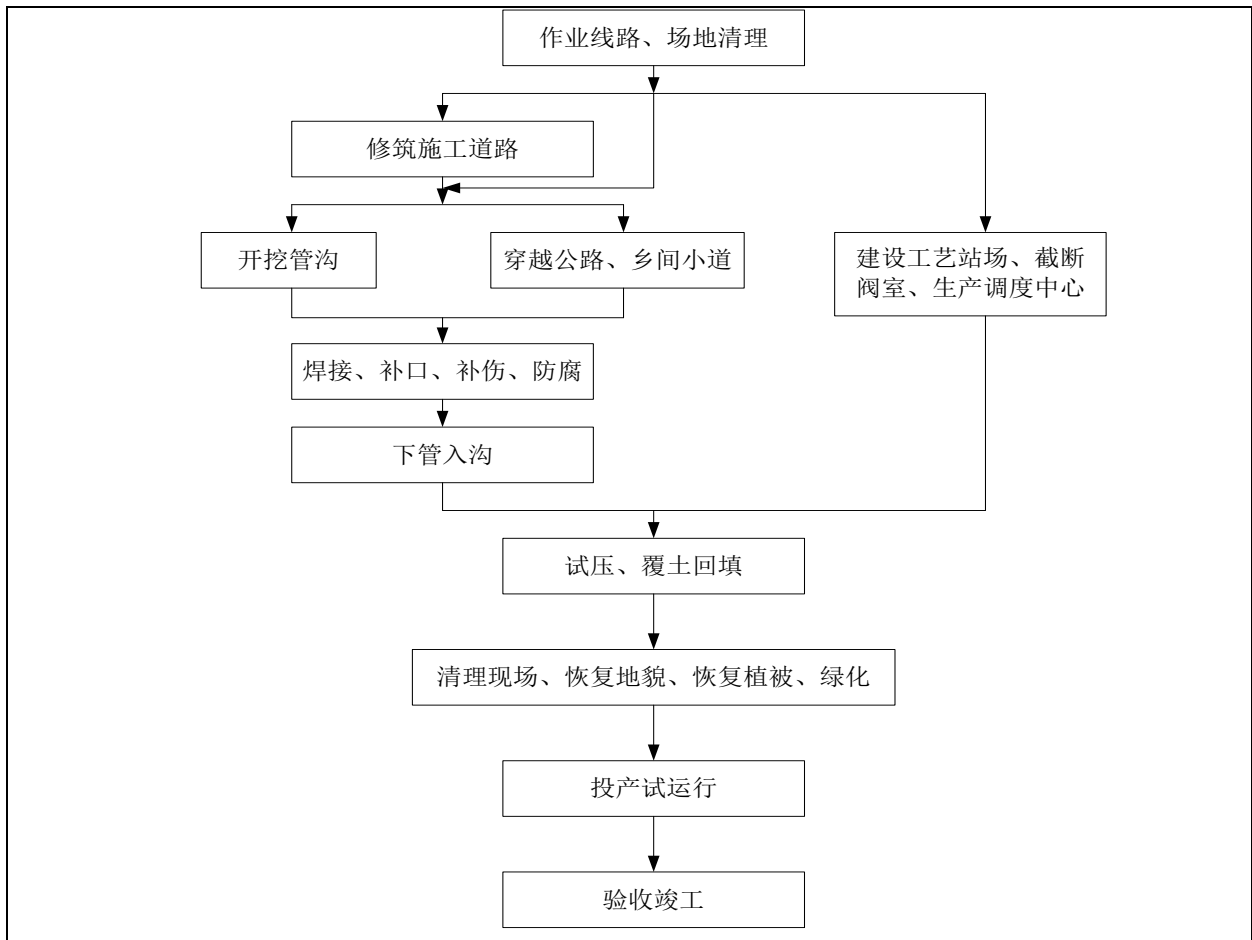 作业线路、场地清理
修筑施工道路
开挖管沟
穿越公路、乡间小道
建设工艺站场、截断
阀室、生产调度中心
焊接、补口、补伤、防腐
下管入沟
试压、覆土回填
清理现场、恢复地貌、恢复植被、绿化
投产试运行
验收竣工